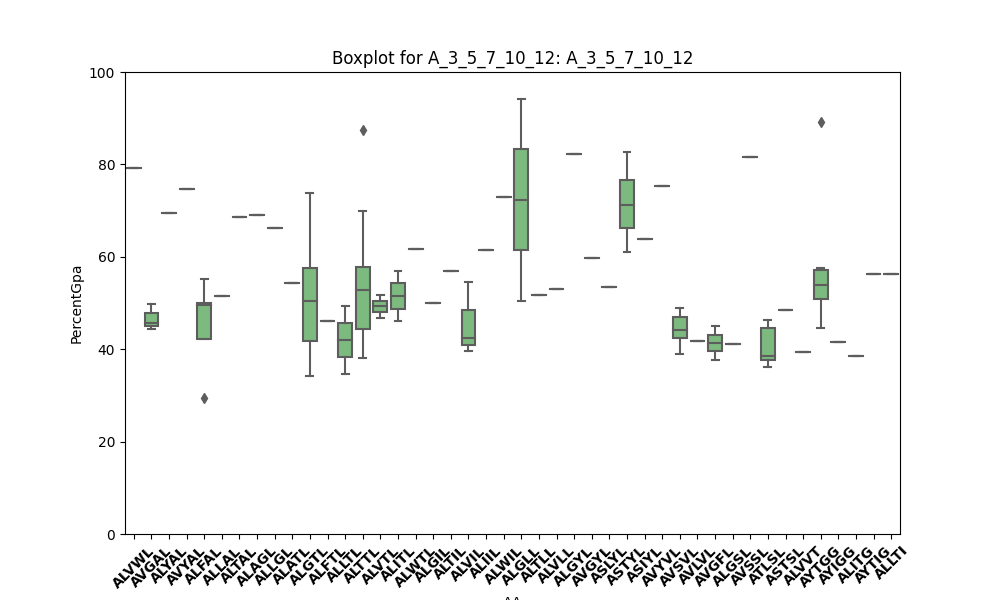 Boxplot for A_3_5_7_10_12: A_3_5_7_10_12
PercentGpa
100
80
60
40
20
0
ALVWL
AVGAL
ALYAL
AVYAL
ALFAL
ALLAL
ALTAL
ALAGL
ALLGL
ALATL
ALGTL
ALFTL
ALLTL
ALTTL
ALVTL
ALITL
ALWTL
ALGIL
ALTIL
ALVIL
ALIIL
ALWIL
ALGLL
ALTLL
ALVLL
ALGYL
AVGYL
ASLYL
ASTYL
ASIYL
AVYVL
AVSVL
AVLVL
AVGFL
ALGSL
AVSSL
ATLSL
ASTSL
ALVVT
AYTGG
AYIGG
ALITG
AYTIG
ALLTI